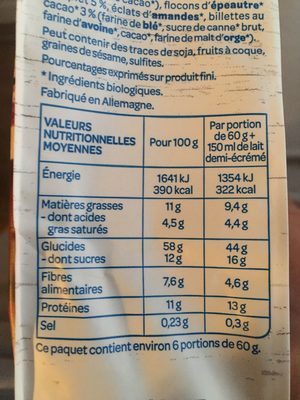 5%, éclats d'amandes*, billettes au
cacao* 3% (farine de blé*, sucre de canne* brut,
farine d'avoine*, cacao*, farine de malt d'orge*).
Peut contenir des traces de soja, fruits à coque,
graines de sésame, sulfites.
Pourcentages exprimés sur produit fini.
* Ingrédients biologiques.
Fabriqué en Allemagne.
VALEURS NUTRITIONNELLES MOYENNES
Pour 100 g
Par portion de 60 g + 150 ml de lait demi-écrémé
Énergie 1641 kJ 1354 kJ
390 kcal 322 kcal
Matières grasses 11 g 9,4 g
- dont acides gras saturés 4,5 g 4,4 g
Glucides 58 g 44 g
- dont sucres 12 g 16 g
Fibres alimentaires 7,6 g 4,6 g
Protéines 11 g 13 g
Sel 0,23 g 0,3 g
Ce paquet contient environ 6 portions de 60 g.